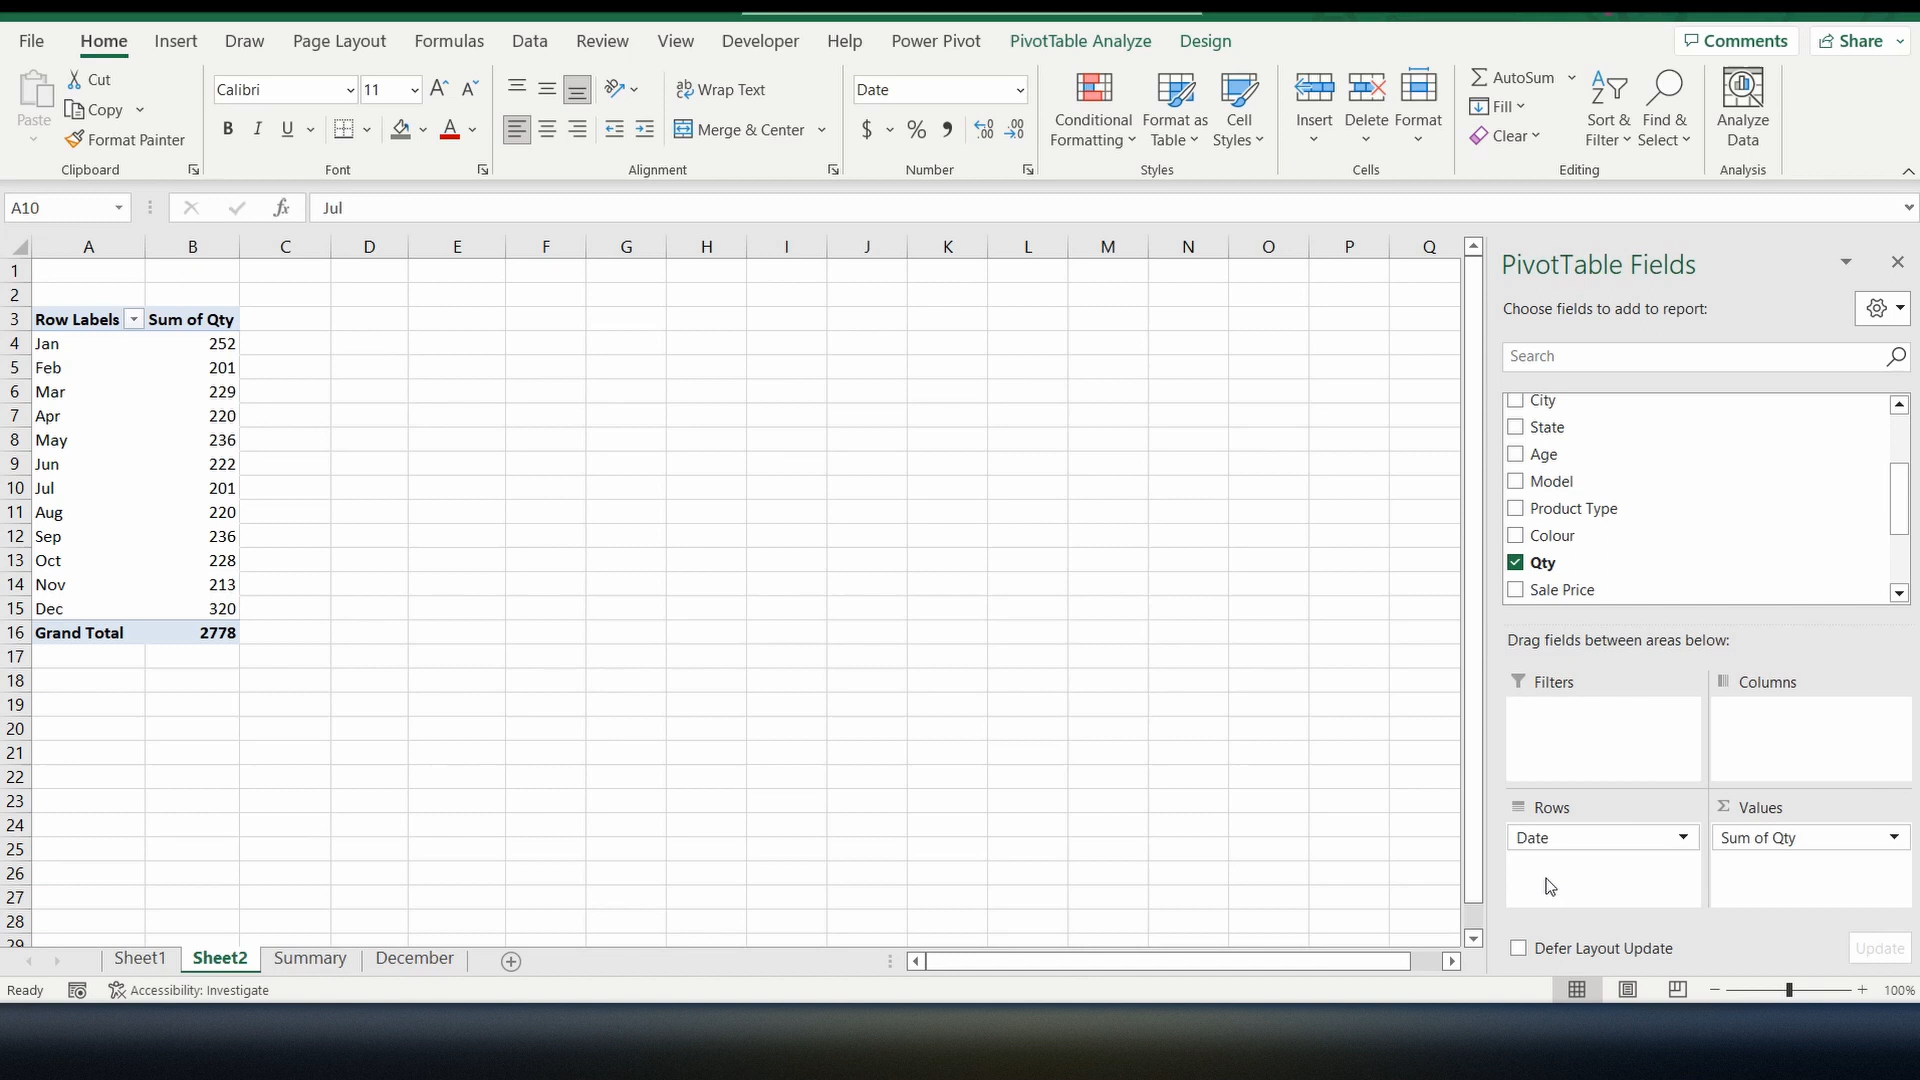 File Home Insert Draw Page Layout Formulas Data Review View Developer Help Power Pivot PivotTable Analyze Design Comments Share
Paste Cut Copy Format Painter Clipboard
Calibri 11 B I U Font
ab Wrap Text Merge & Center Alignment
Date $ % Number
Conditional Formatting Format as Table Cell Styles Styles
Insert Delete Format Cells
AutoSum Fill Clear Sort & Filter Find & Select Editing
Analyze Data Analysis
A10 fx Jul
A B C D E F G H I J K L M N O P Q
1
2
3 Row Labels Sum of Qty
4 Jan 252
5 Feb 201
6 Mar 229
7 Apr 220
8 May 236
9 Jun 222
10 Jul 201
11 Aug 220
12 Sep 236
13 Oct 228
14 Nov 213
15 Dec 320
16 Grand Total 2778
17
18
19
20
21
22
23
24
25
26
27
28
29
PivotTable Fields
Choose fields to add to report:
Search
City
State
Age
Model
Product Type
Colour
Qty
Sale Price
Drag fields between areas below:
Filters Columns
Rows Values
Date Sum of Qty
Defer Layout Update Update
Sheet1 Sheet2 Summary December
Ready Accessibility: Investigate 100%